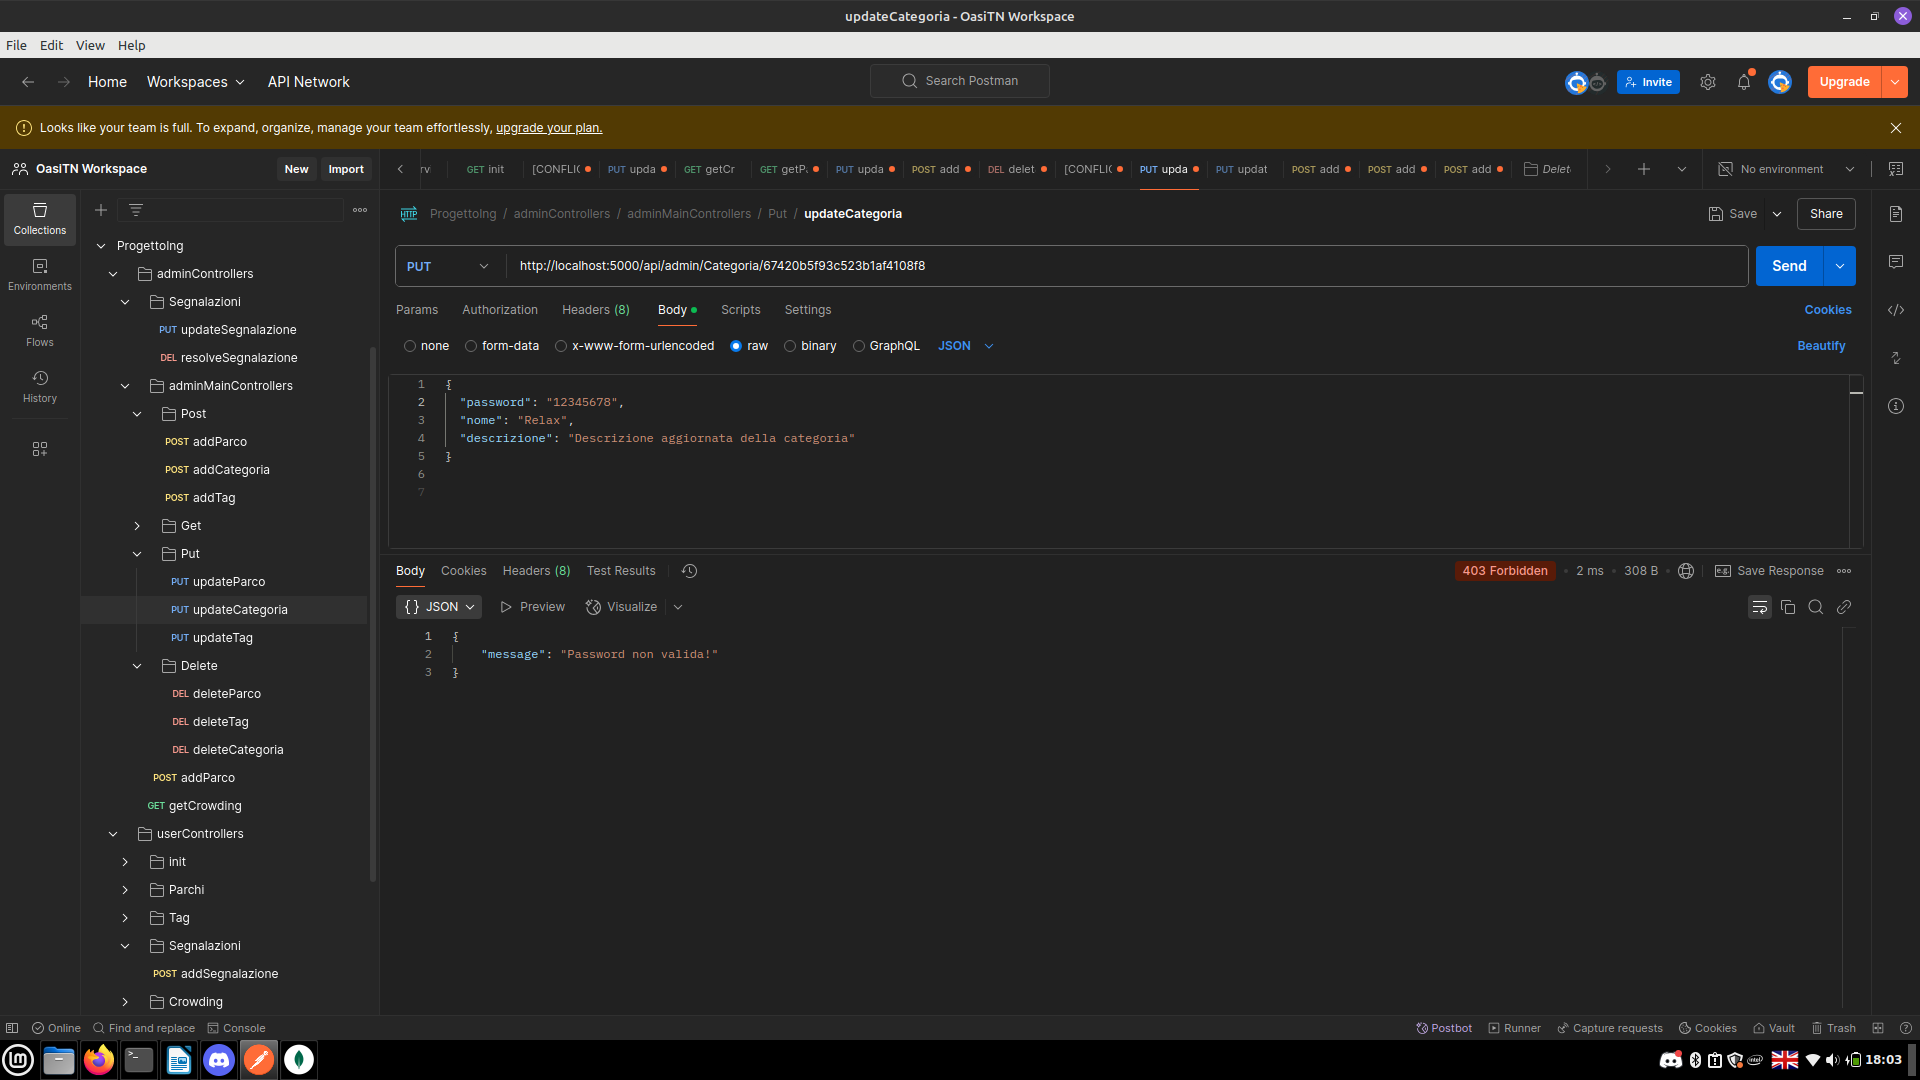 updateCategoria - OasiTN Workspace
File Edit View Help
Home Workspaces API Network Search Postman Invite Upgrade
Looks like your team is full. To expand, organize, manage your team effortlessly, upgrade your plan.
OasiTN Workspace New Import
rv GET init [CONFLIC PUT upda GET getCr GET getP PUT upda POST add DEL delet [CONFLIC PUT upda PUT updat POST add POST add POST add Delet No environment
Collections
Environments
Flows
History
ProgettoIng
adminControllers
Segnalazioni
PUT updateSegnalazione
DEL resolveSegnalazione
adminMainControllers
Post
POST addParco
POST addCategoria
POST addTag
Get
Put
PUT updateParco
PUT updateCategoria
PUT updateTag
Delete
DEL deleteParco
DEL deleteTag
DEL deleteCategoria
POST addParco
GET getCrowding
userControllers
init
Parchi
Tag
Segnalazioni
POST addSegnalazione
Crowding
HTTP ProgettoIng / adminControllers / adminMainControllers / Put / updateCategoria Save Share
PUT http://localhost:5000/api/admin/Categoria/67420b5f93c523b1af4108f8 Send
Params Authorization Headers (8) Body Scripts Settings Cookies
none form-data x-www-form-urlencoded raw binary GraphQL JSON Beautify
1 {
2 "password": "12345678",
3 "nome": "Relax",
4 "descrizione": "Descrizione aggiornata della categoria"
5 }
6
7
Body Cookies Headers (8) Test Results 403 Forbidden 2 ms 308 B e.g. Save Response
{} JSON Preview Visualize
1 {
2 "message": "Password non valida!"
3 }
Online Find and replace Console Postbot Runner Capture requests Cookies Vault Trash
18:03